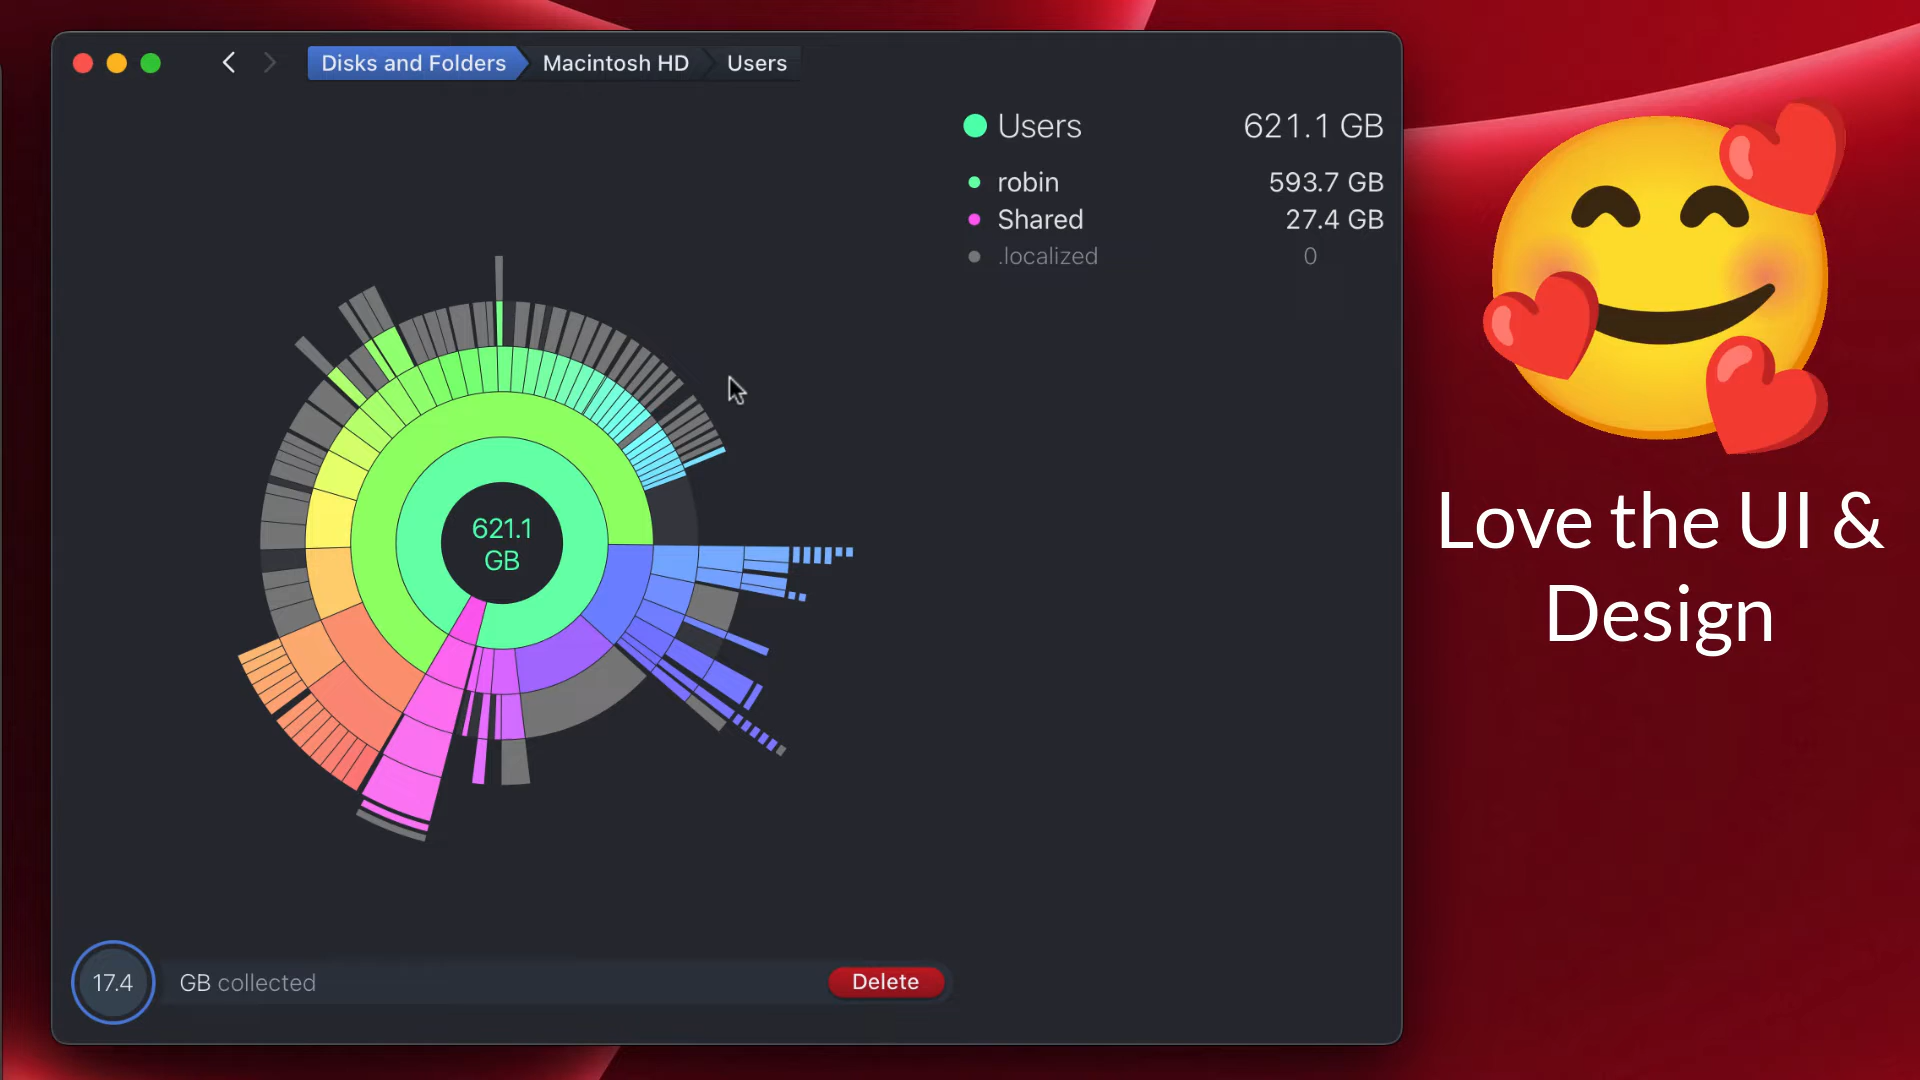 Disks and Folders Macintosh HD Users
Users 621.1 GB
robin 593.7 GB
Shared 27.4 GB
.localized 0
621.1
GB
Love the UI &
Design
17.4 GB collected Delete